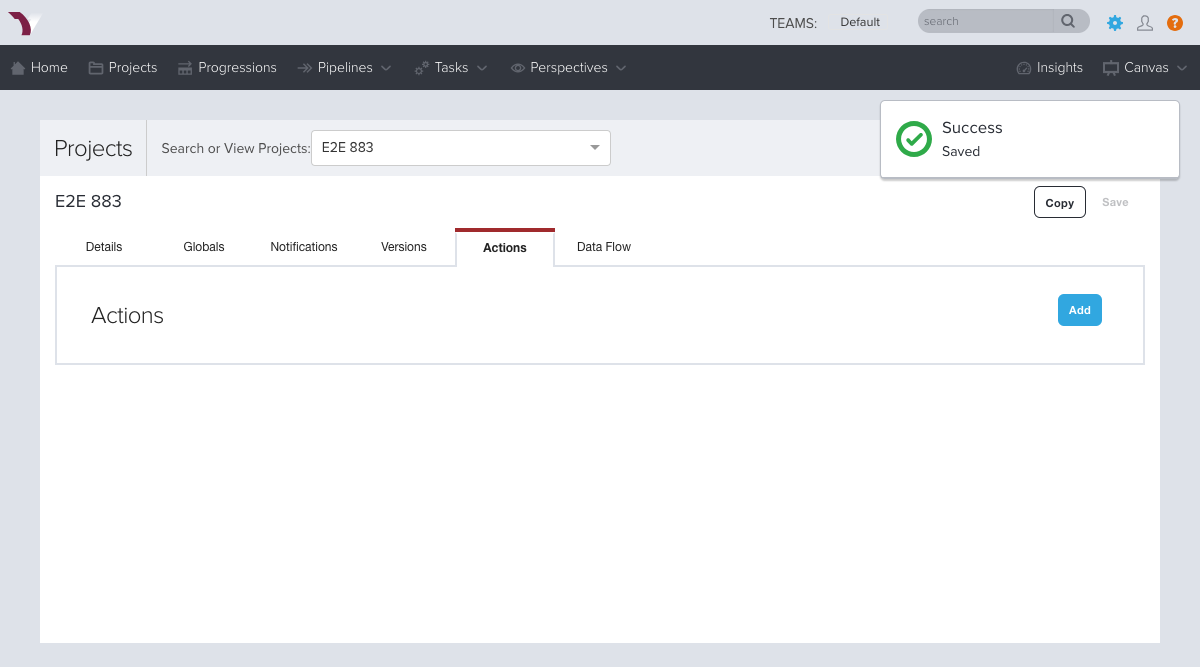 TEAMS: Default search ?
Home Projects Progressions Pipelines Tasks Perspectives Insights Canvas
Success
Saved
Projects Search or View Projects: E2E 883
E2E 883 Copy Save
Details Globals Notifications Versions Actions Data Flow
Actions Add